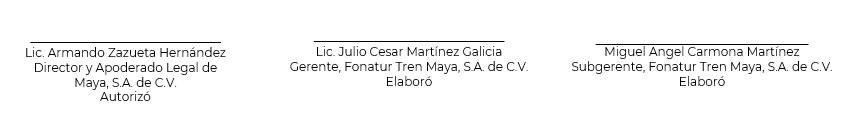 Lic. Armando Zazueta Hernández
Director y Apoderado Legal de
Maya, S.A. de C.V.
Autorizó
Lic. Julio Cesar Martínez Galicia
Gerente, Fonatur Tren Maya, S.A. de C.V.
Elaboró
Miguel Angel Carmona Martínez
Subgerente, Fonatur Tren Maya, S.A. de C.V.
Elaboró